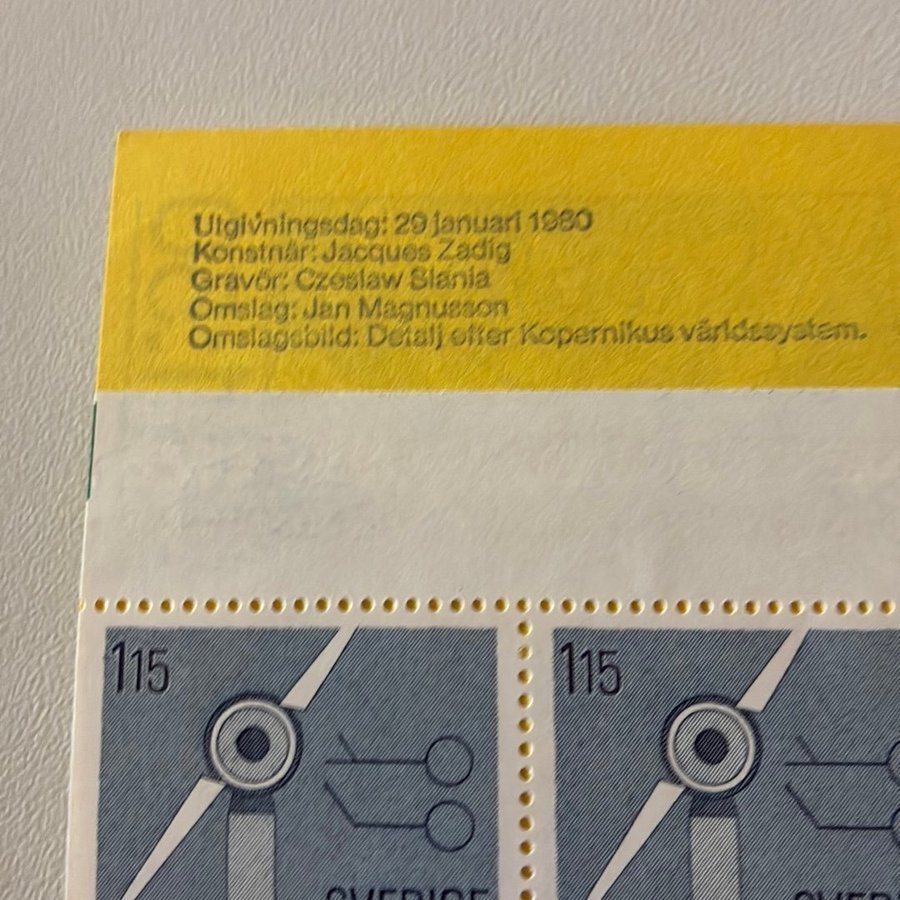 Utgivningsdag: 29 januari 1980
Konstnär: Jacques Zadig
Gravör: Czeslaw Slania
Omslag: Jan Magnusson
Omslagsbild: Detalj efter Kopernikus världssystem.
115 115
SVERIGE